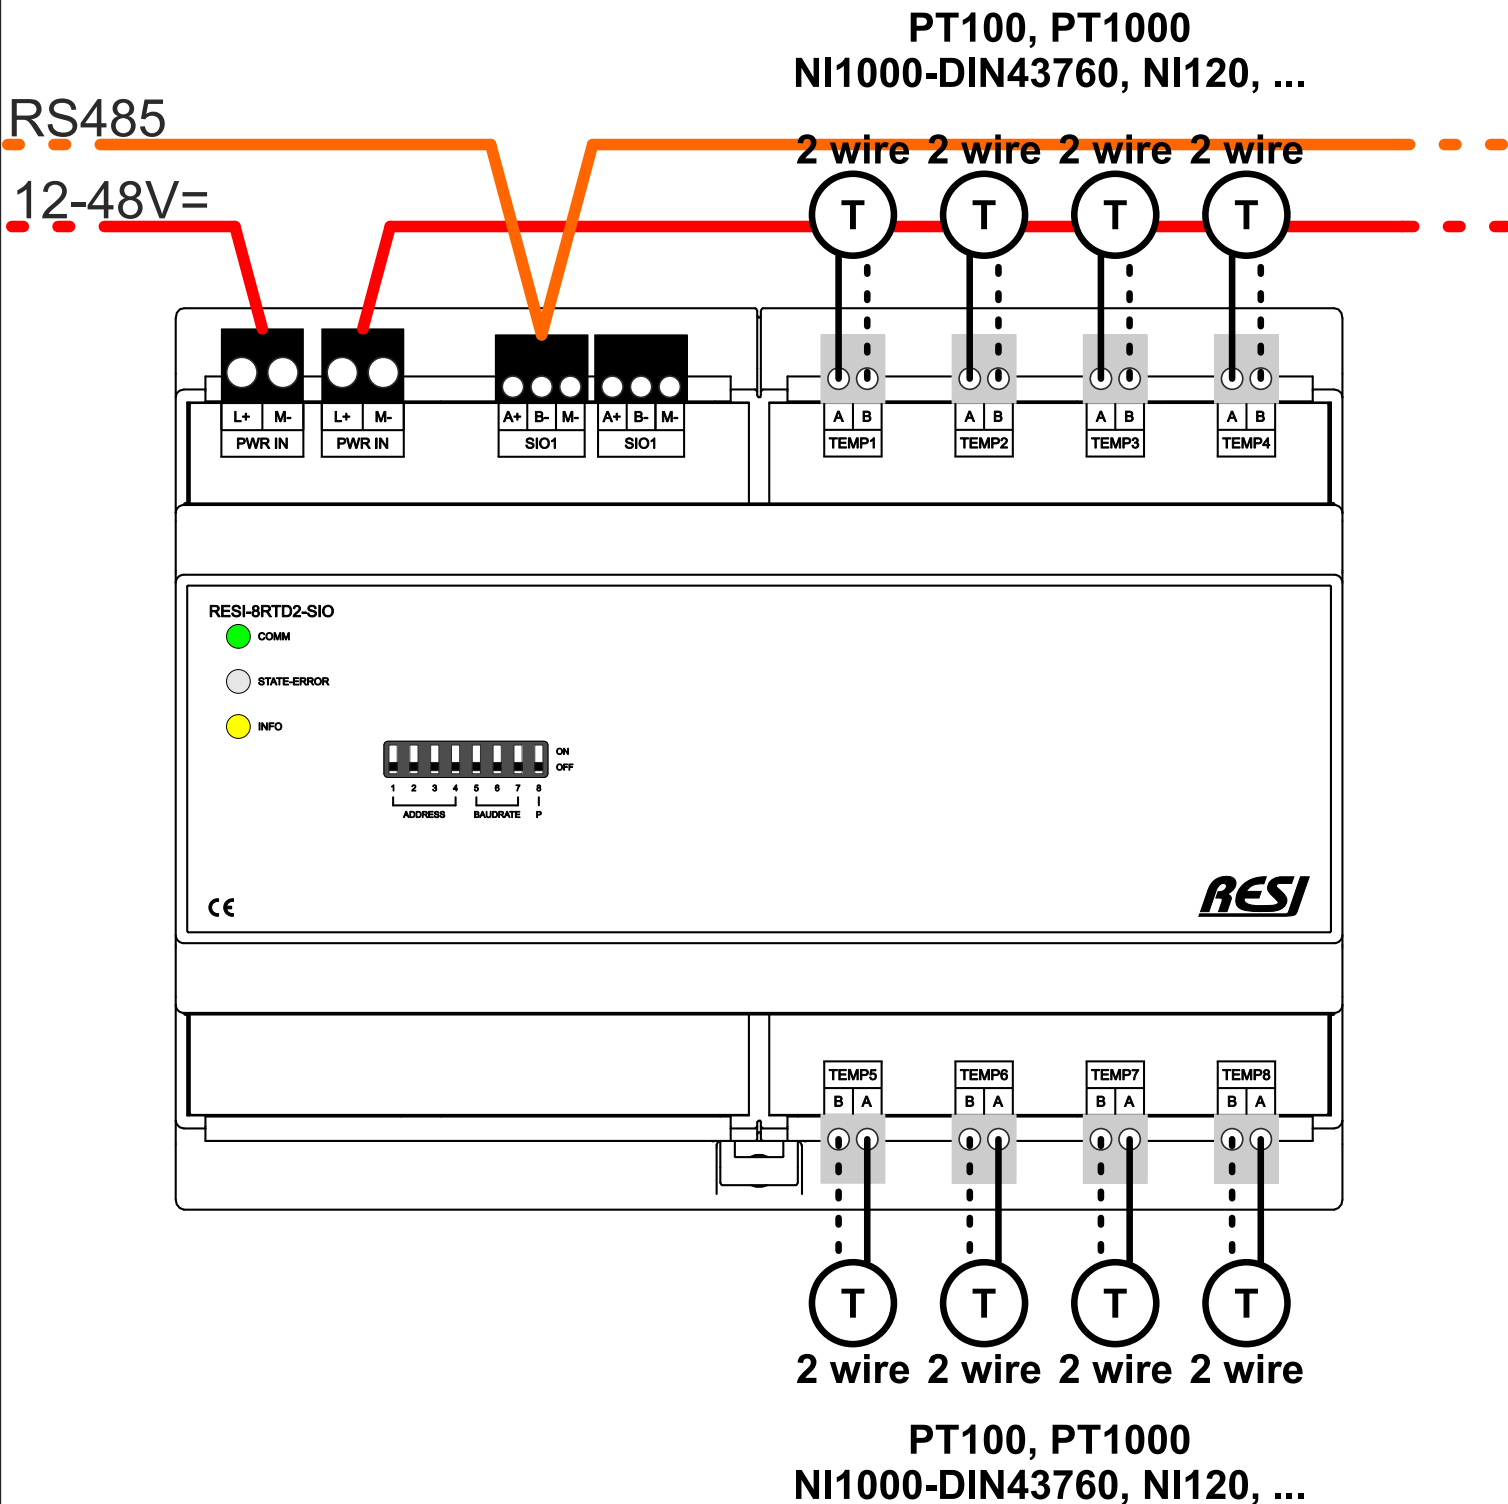 PT100, PT1000
NI1000-DIN43760, NI120, ...
RS485
2 wire 2 wire 2 wire 2 wire
12-48V=
T T T T
L+ M- L+ M- A+ B- M- A+ B- M- A B A B A B A B
PWR IN PWR IN SIO1 SIO1 TEMP1 TEMP2 TEMP3 TEMP4
RESI-8RTD2-SIO
COMM
STATE-ERROR
INFO
ON
OFF
1 2 3 4 5 6 7 8
ADDRESS BAUDRATE P
CE RESI
TEMP5 TEMP6 TEMP7 TEMP8
B A B A B A B A
T T T T
2 wire 2 wire 2 wire 2 wire
PT100, PT1000
NI1000-DIN43760, NI120, ...